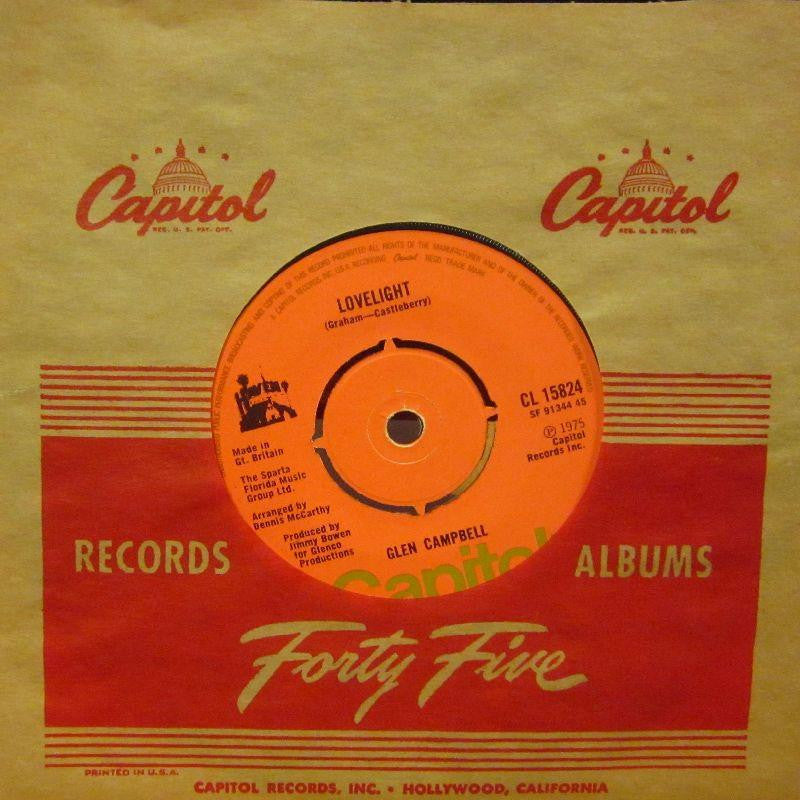 Capitol
REG. U. S. PAT. OFF.
Capitol
REG. U. S. PAT. OFF.
LOVELIGHT
(Graham—Castleberry)
CL 15824
SF 91344 45
Ⓟ 1975
Capitol
Records Inc.
Made in
Gt. Britain
The Sparta
Florida Music
Group Ltd.
Arranged by
Dennis McCarthy
Produced by
Jimmy Bowen
for Glenco
Productions
GLEN CAMPBELL
Capitol
RECORDS
ALBUMS
Forty Five
PRINTED IN U.S.A.
CAPITOL RECORDS, INC. • HOLLYWOOD, CALIFORNIA